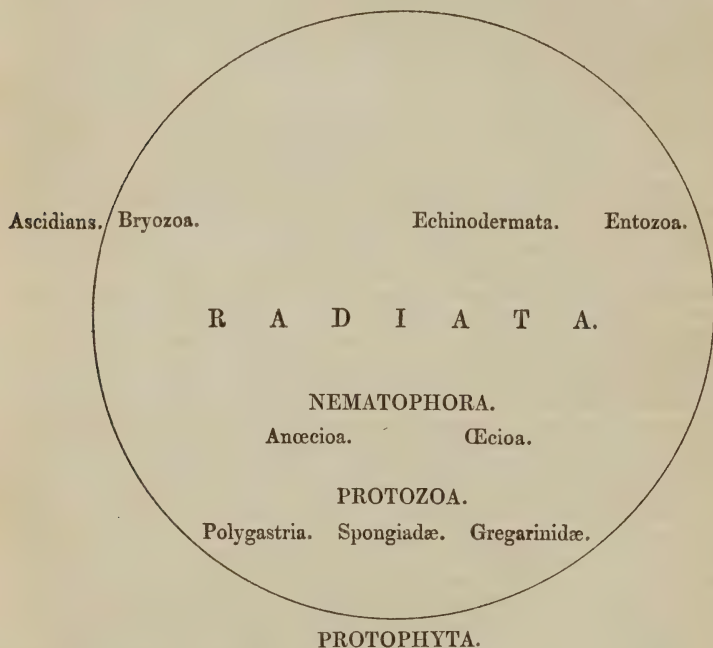 Ascidians. Bryozoa. Echinodermata. Entozoa.
R A D I A T A.
NEMATOPHORA.
Anœcioa. Œcioa.
PROTOZOA.
Polygastria. Spongiadæ. Gregarinidæ.
PROTOPHYTA.